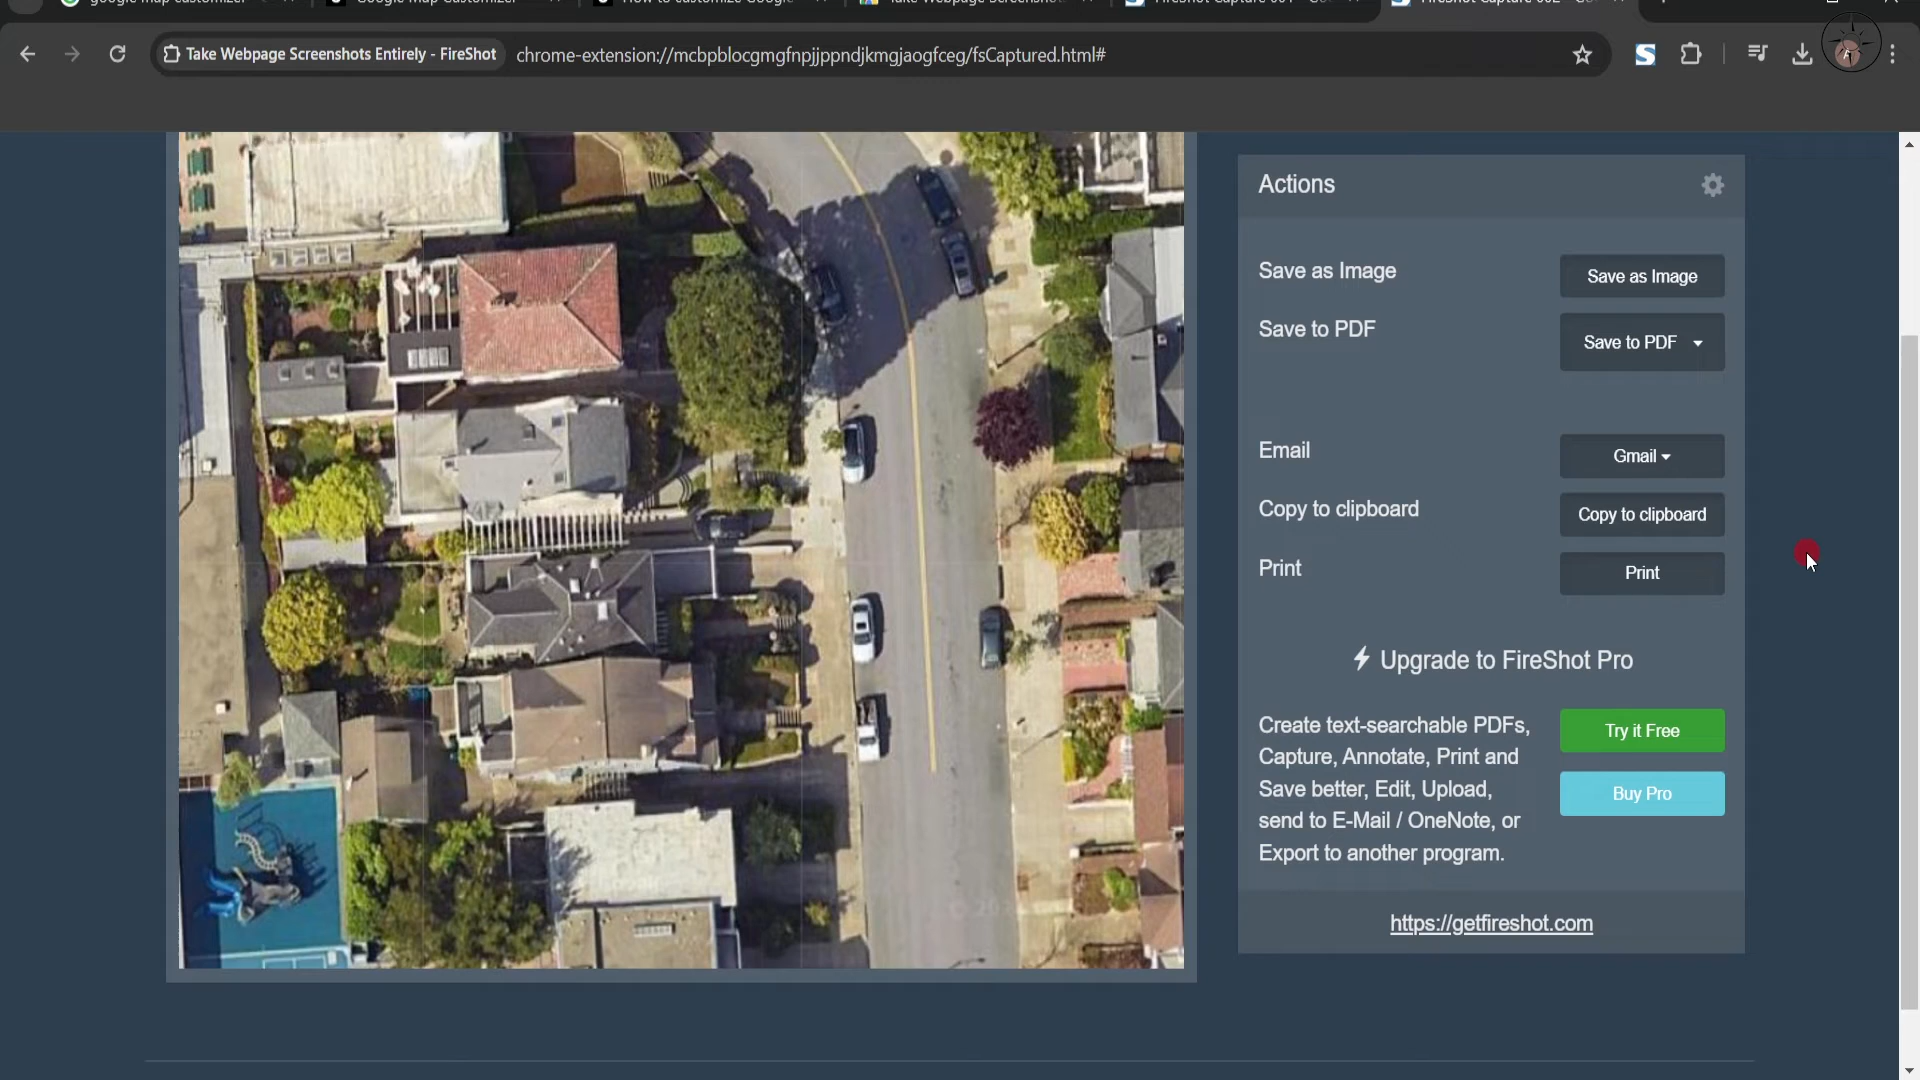 Take Webpage Screenshots Entirely - FireShot
chrome-extension://mcbpblocgmgfnpjjppndjkmgjaogfceg/fsCaptured.html#
Actions
Save as Image
Save as Image
Save to PDF
Save to PDF
Email
Gmail
Copy to clipboard
Copy to clipboard
Print
Print
Upgrade to FireShot Pro
Create text-searchable PDFs,
Capture, Annotate, Print and
Save better, Edit, Upload,
send to E-Mail / OneNote, or
Export to another program.
Try it Free
Buy Pro
https://getfireshot.com